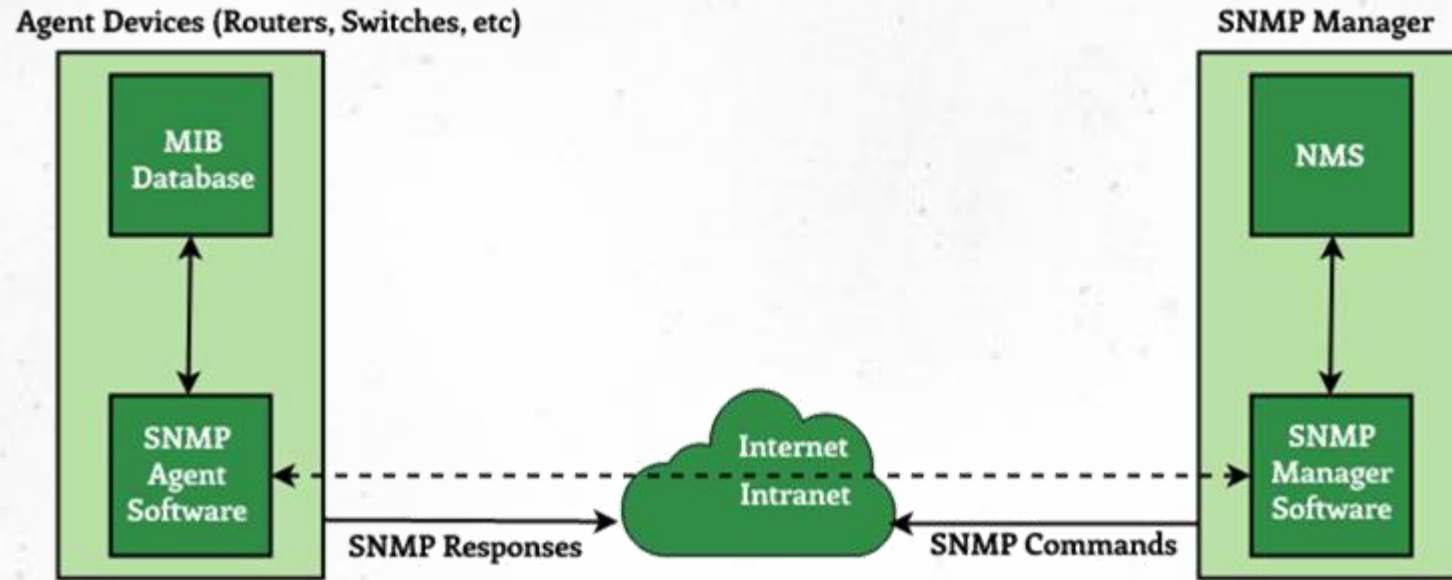 Agent Devices (Routers, Switches, etc)
SNMP Manager
MIB
Database
NMS
SNMP
Agent
Software
Internet
Intranet
SNMP
Manager
Software
SNMP Responses
SNMP Commands